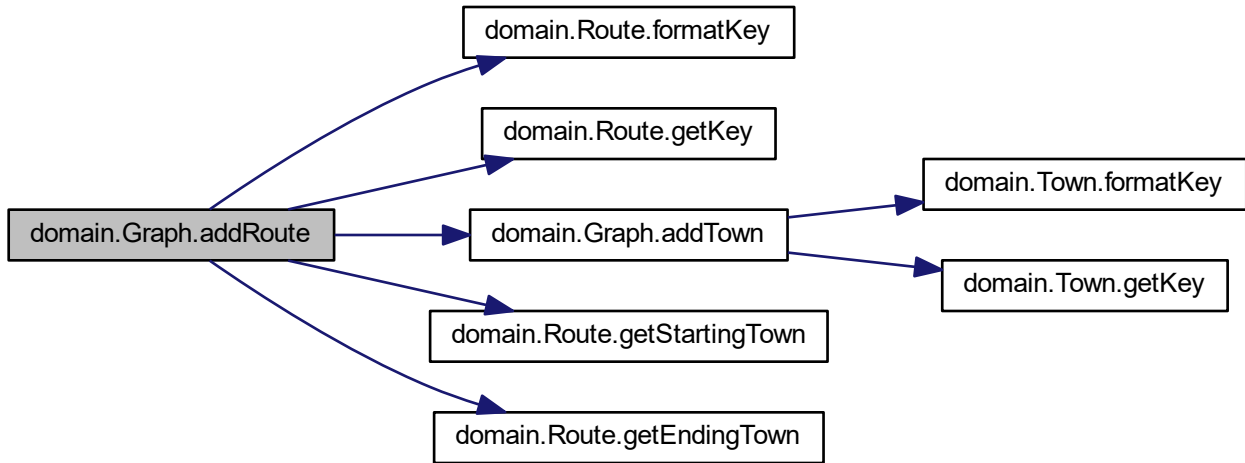 domain.Route.formatKey
domain.Route.getKey
domain.Town.formatKey
domain.Graph.addRoute
domain.Graph.addTown
domain.Town.getKey
domain.Route.getStartingTown
domain.Route.getEndingTown